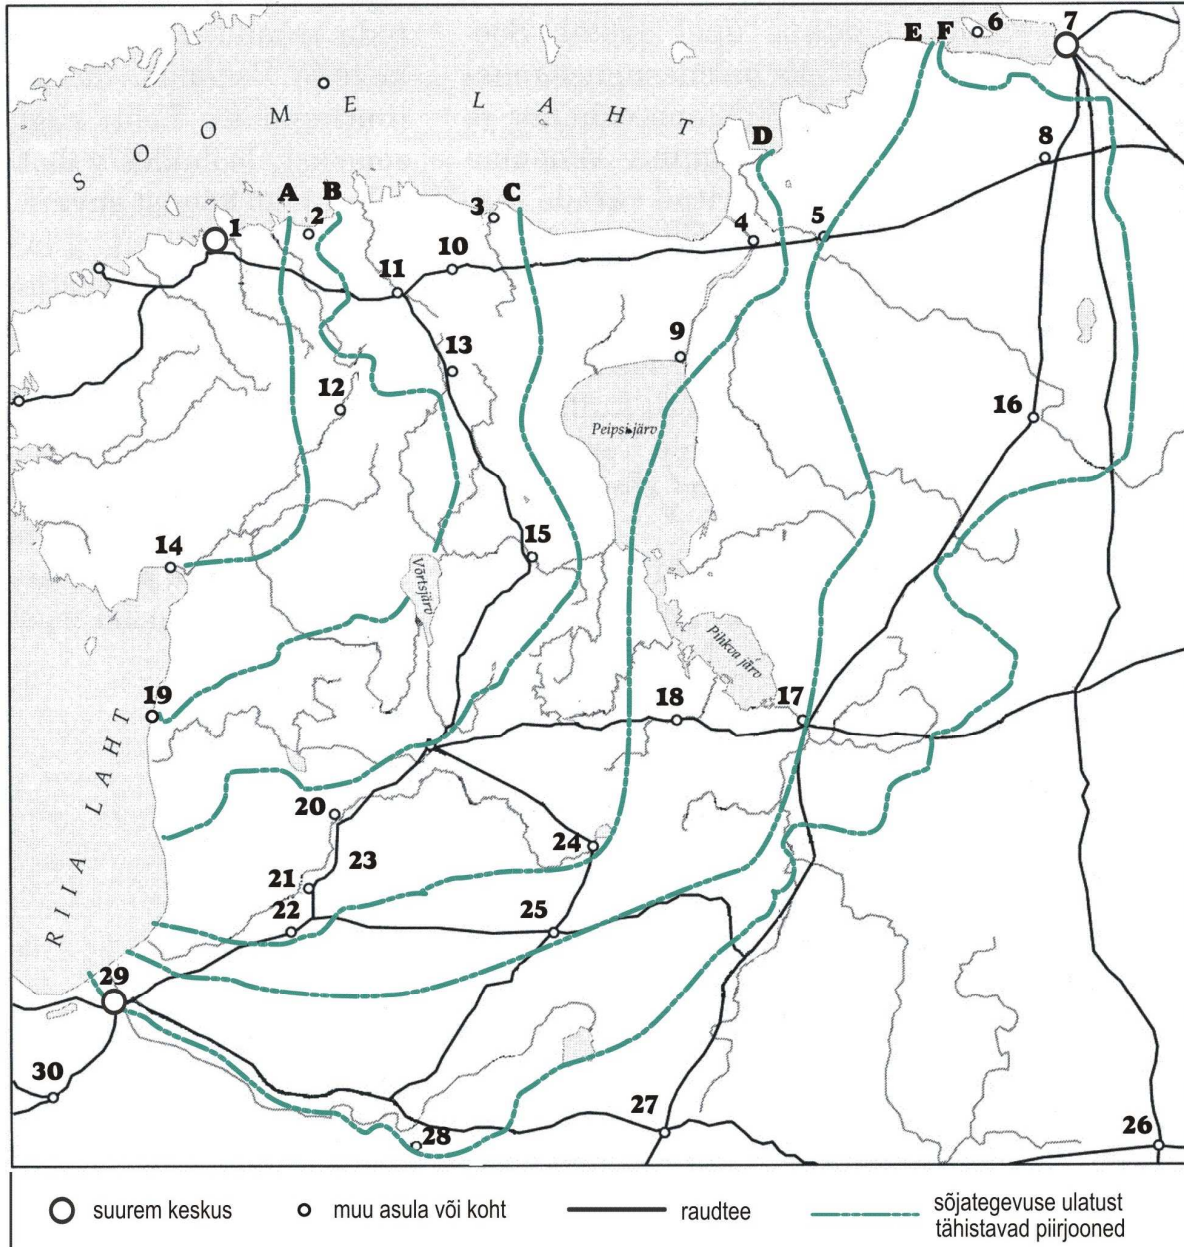 E F 6 7
S O O M E L A H T
D
8
A B C
1 2 3 4 5
10
11
9
13
12
16
Peipsi järv
14
15
Võrtsjärv
Pihkva järv
19
18
17
RIIA LAHT
20
24
23
21
22
25
29
30
28
27
26
suurem keskus
muu asula või koht
raudtee
sõjategevuse ulatust
tähistavad piirjooned